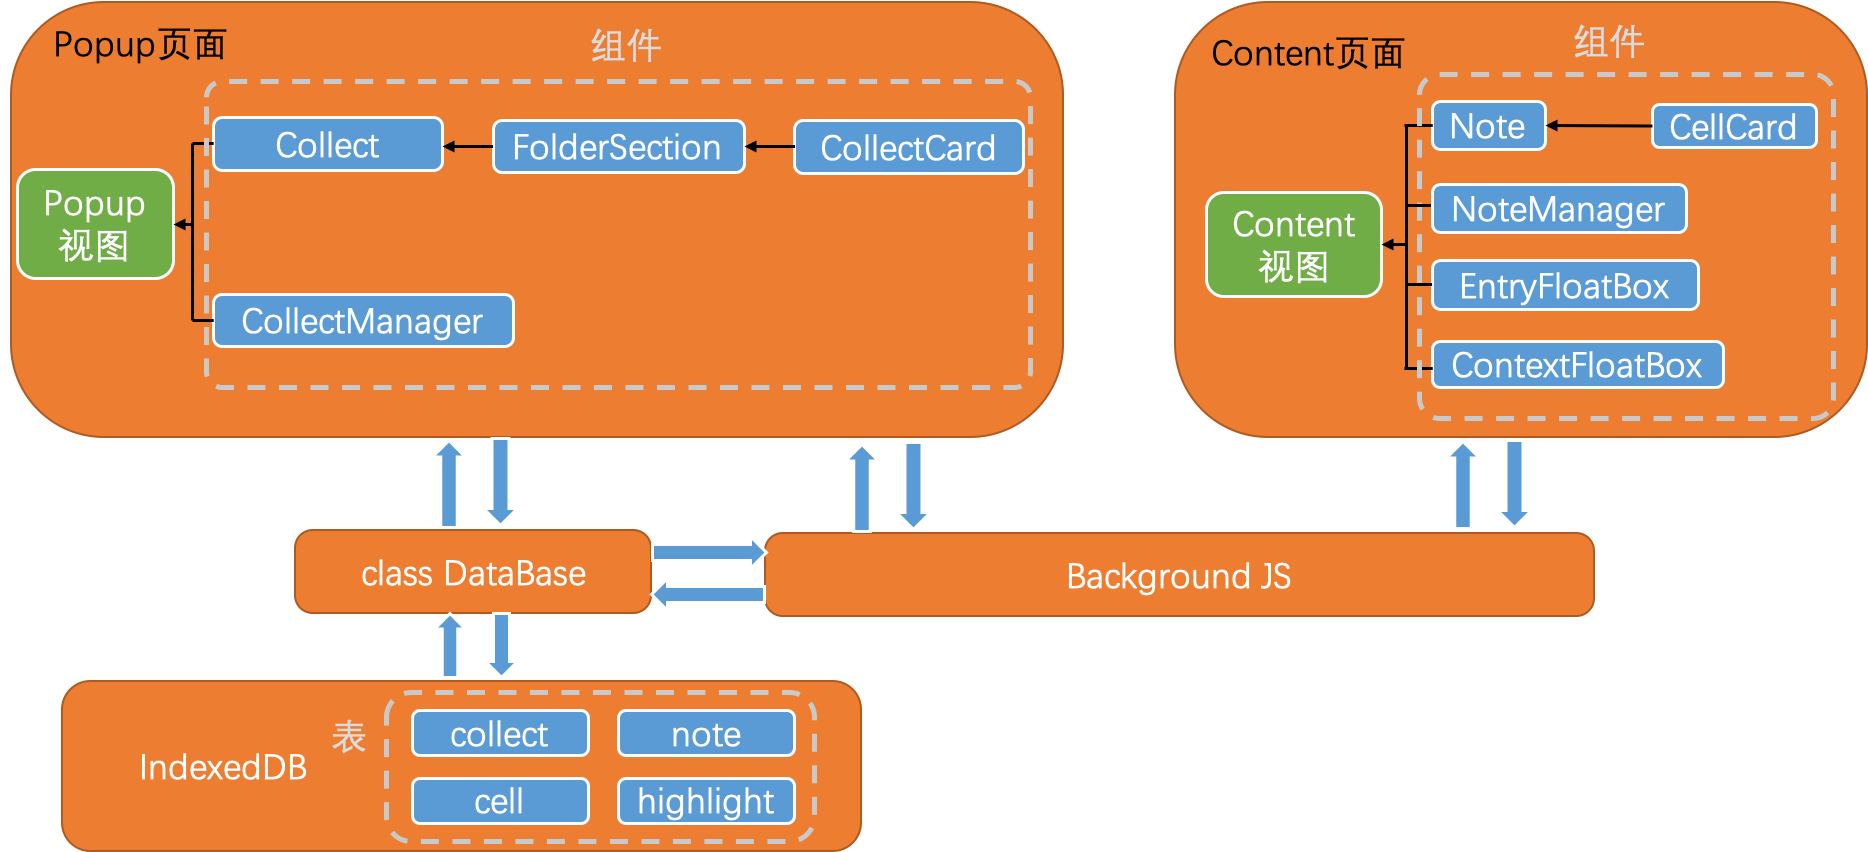 Popup页面
组件
Collect
FolderSection
CollectCard
Popup
视图
CollectManager
Content页面
组件
Note
CellCard
NoteManager
Content
视图
EntryFloatBox
ContextFloatBox
class DataBase
Background JS
IndexedDB
表
collect
note
cell
highlight